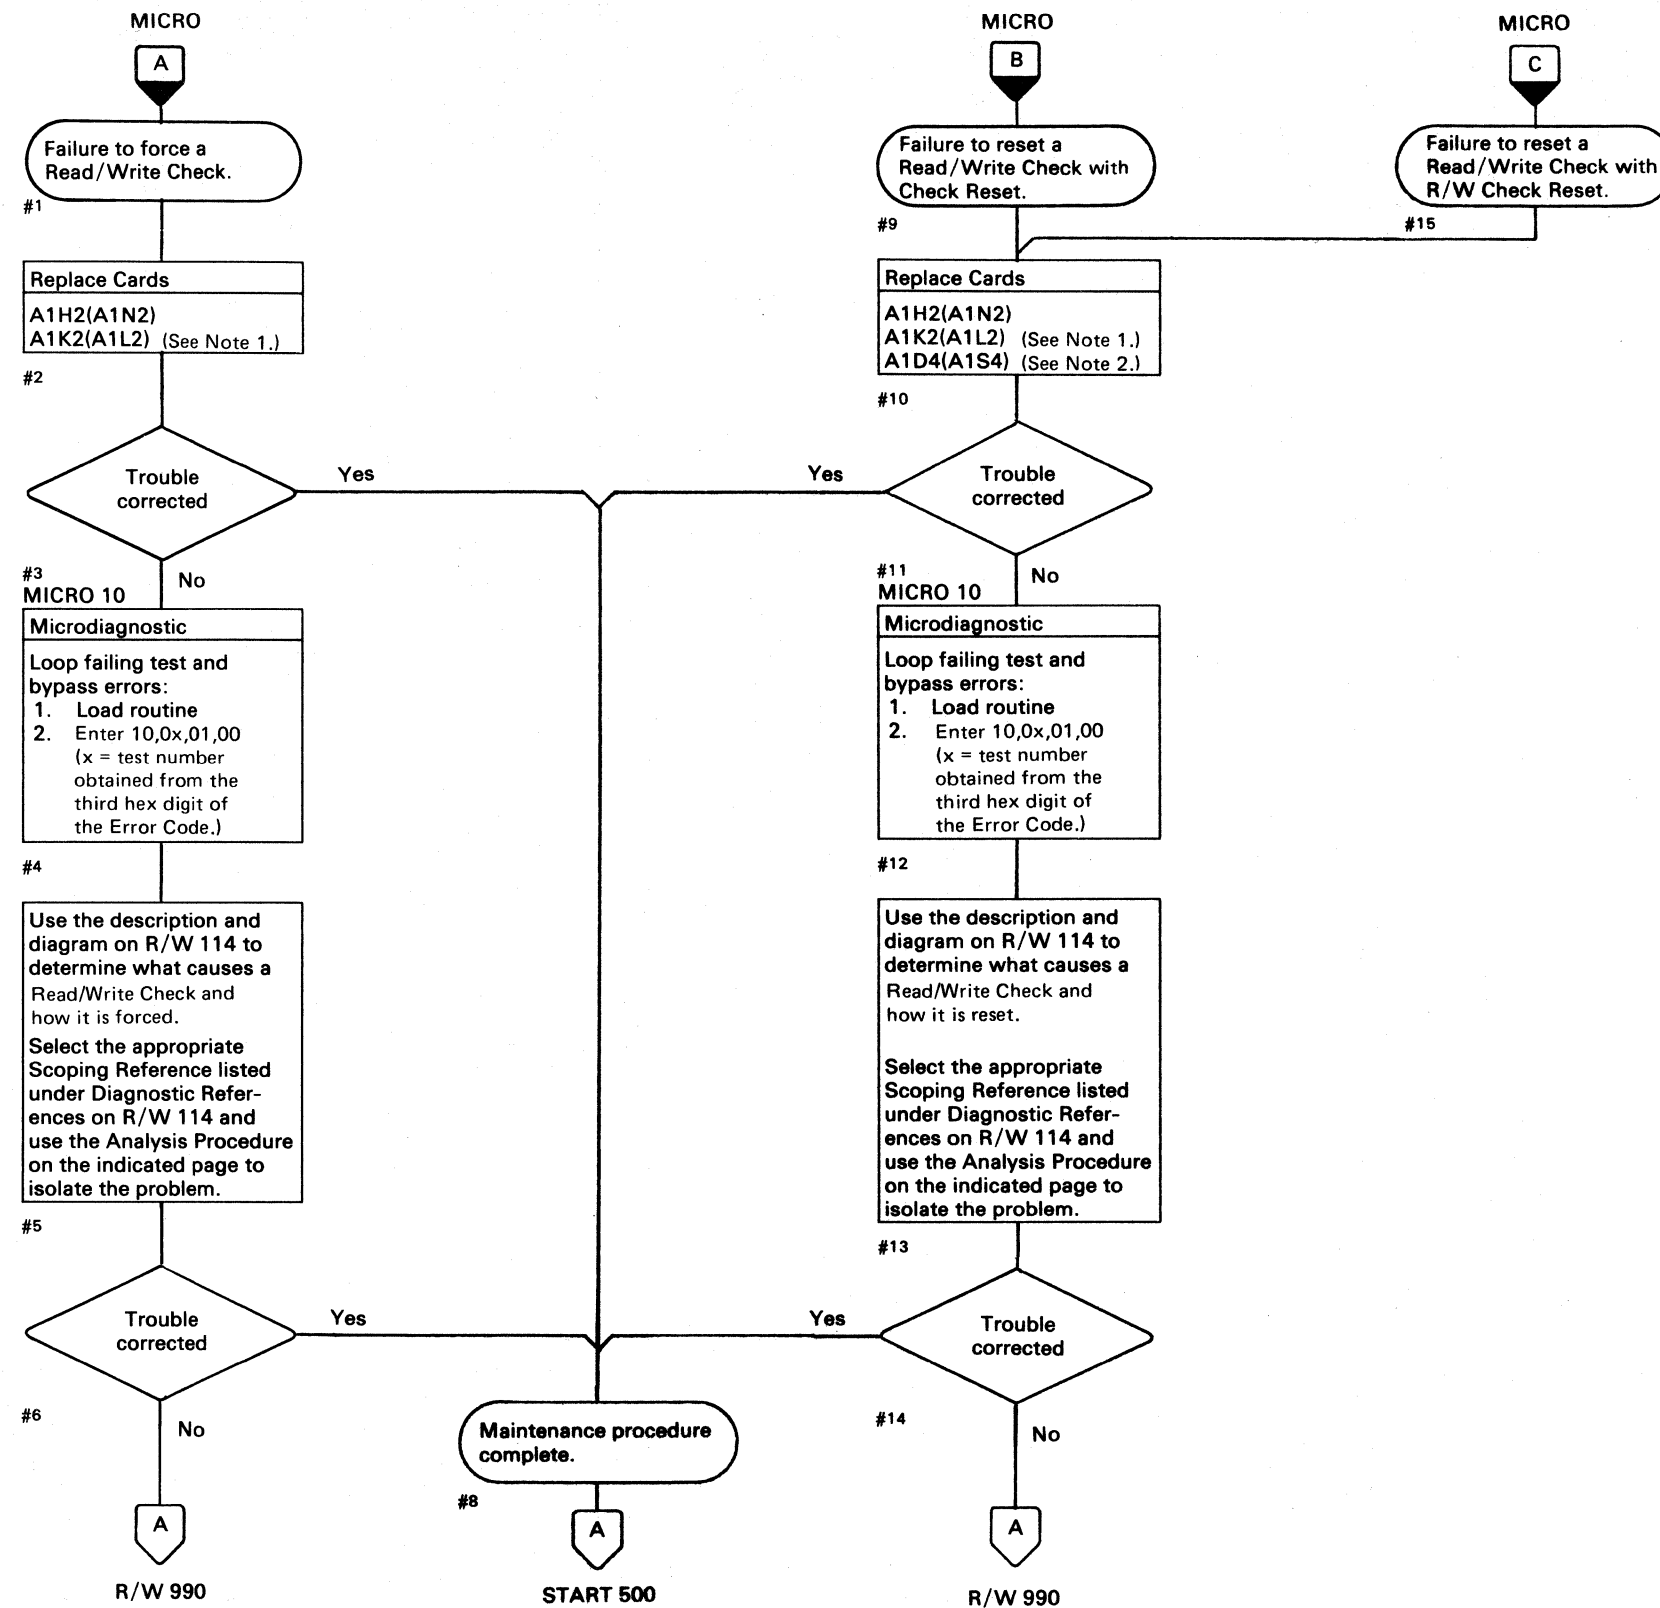 MICRO
A
Failure to force a
Read/Write Check.
#1
Replace Cards
A1H2(A1N2)
A1K2(A1L2) (See Note 1.)
#2
Trouble
corrected
Yes
#3
No
MICRO 10
Microdiagnostic
Loop failing test and
bypass errors:
1. Load routine
2. Enter 10,0x,01,00
(x = test number
obtained from the
third hex digit of
the Error Code.)
#4
Use the description and
diagram on R/W 114 to
determine what causes a
Read/Write Check and
how it is forced.
Select the appropriate
Scoping Reference listed
under Diagnostic Refer-
ences on R/W 114 and
use the Analysis Procedure
on the indicated page to
isolate the problem.
#5
Trouble
corrected
Yes
#6
No
A
R/W 990
Maintenance procedure
complete.
#8
A
START 500
MICRO
B
Failure to reset a
Read/Write Check with
Check Reset.
#9
Replace Cards
A1H2(A1N2)
A1K2(A1L2) (See Note 1.)
A1D4(A1S4) (See Note 2.)
#10
Yes
Trouble
corrected
#11
No
MICRO 10
Microdiagnostic
Loop failing test and
bypass errors:
1. Load routine
2. Enter 10,0x,01,00
(x = test number
obtained from the
third hex digit of
the Error Code.)
#12
Use the description and
diagram on R/W 114 to
determine what causes a
Read/Write Check and
how it is reset.
Select the appropriate
Scoping Reference listed
under Diagnostic Refer-
ences on R/W 114 and
use the Analysis Procedure
on the indicated page to
isolate the problem.
#13
Yes
Trouble
corrected
#14
No
A
R/W 990
MICRO
C
Failure to reset a
Read/Write Check with
R/W Check Reset.
#15